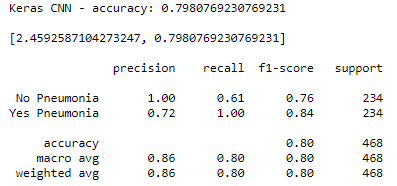 Keras CNN - accuracy: 0.7980769230769231
[2.4592587104273247, 0.7980769230769231]
precision recall f1-score support
No Pneumonia 1.00 0.61 0.76 234
Yes Pneumonia 0.72 1.00 0.84 234
accuracy 0.80 468
macro avg 0.86 0.80 0.80 468
weighted avg 0.86 0.80 0.80 468